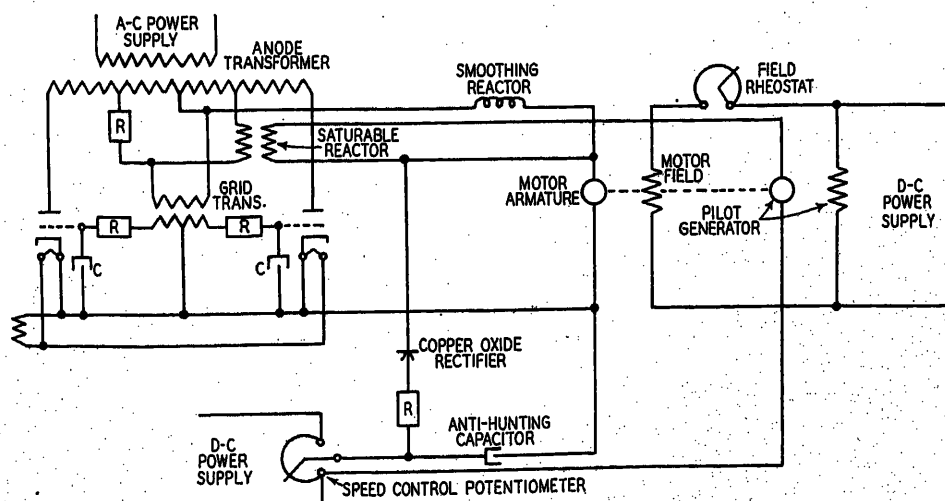 A-C POWER
SUPPLY
ANODE
TRANSFORMER
SMOOTHING
REACTOR
FIELD
RHEOSTAT
R
SATURABLE
REACTOR
GRID
TRANS.
MOTOR
FIELD
MOTOR
ARMATURE
PILOT
GENERATOR
D-C
POWER
SUPPLY
R
R
C
C
COPPER OXIDE
RECTIFIER
R
ANTI-HUNTING
CAPACITOR
D-C
POWER
SUPPLY
SPEED CONTROL POTENTIOMETER